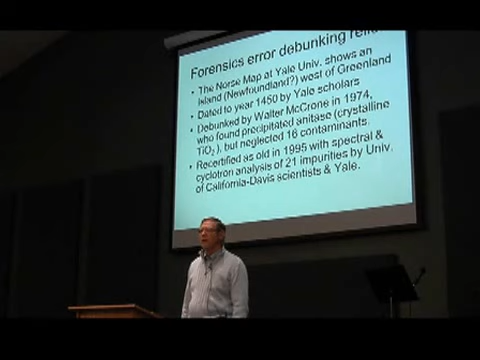 Forensics error debunking
• The Norse Map at Yale Univ. shows an
Island (Newfoundland?) west of Greenland
• Dated to year 1450 by Yale scholars
• Debunked by Walter McCrone in 1974,
who found precipitated anitase (crystalline
TiO2), but neglected 16 contaminants.
• Recertified as old in 1995 with spectral &
cyclotron analysis of 21 impurities by Univ.
of California-Davis scientists & Yale.